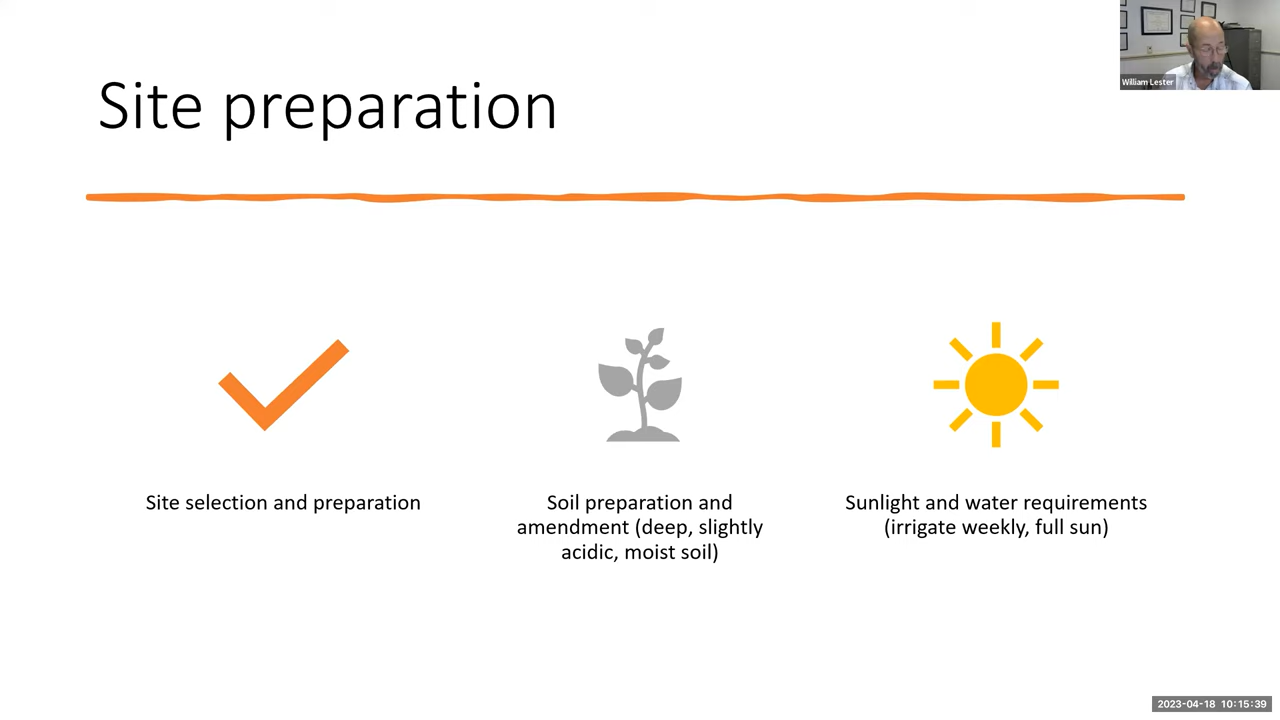 William Lester
Site preparation
Site selection and preparation
Soil preparation and
amendment (deep, slightly
acidic, moist soil)
Sunlight and water requirements
(irrigate weekly, full sun)
2023-04-18 10:15:39